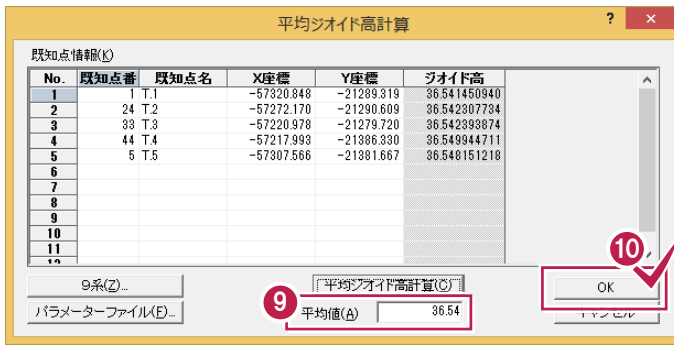 平均ジオイド高計算 ? ×
既知点情報(K)
No. 既知点番 既知点名 X座標 Y座標 ジオイド高
1 1 T.1 -57320.848 -21289.319 36.541450940
2 24 T.2 -57272.170 -21290.609 36.542307734
3 33 T.3 -57220.978 -21279.720 36.542393874
4 44 T.4 -57217.993 -21386.330 36.549944711
5 5 T.5 -57307.566 -21381.667 36.548151218
6
7
8
9
10
11
12
10
9系(Z)... 平均ジオイド高計算(C) OK
9
パラメーターファイル(F)... 平均値(A) 36.54 キャンセル